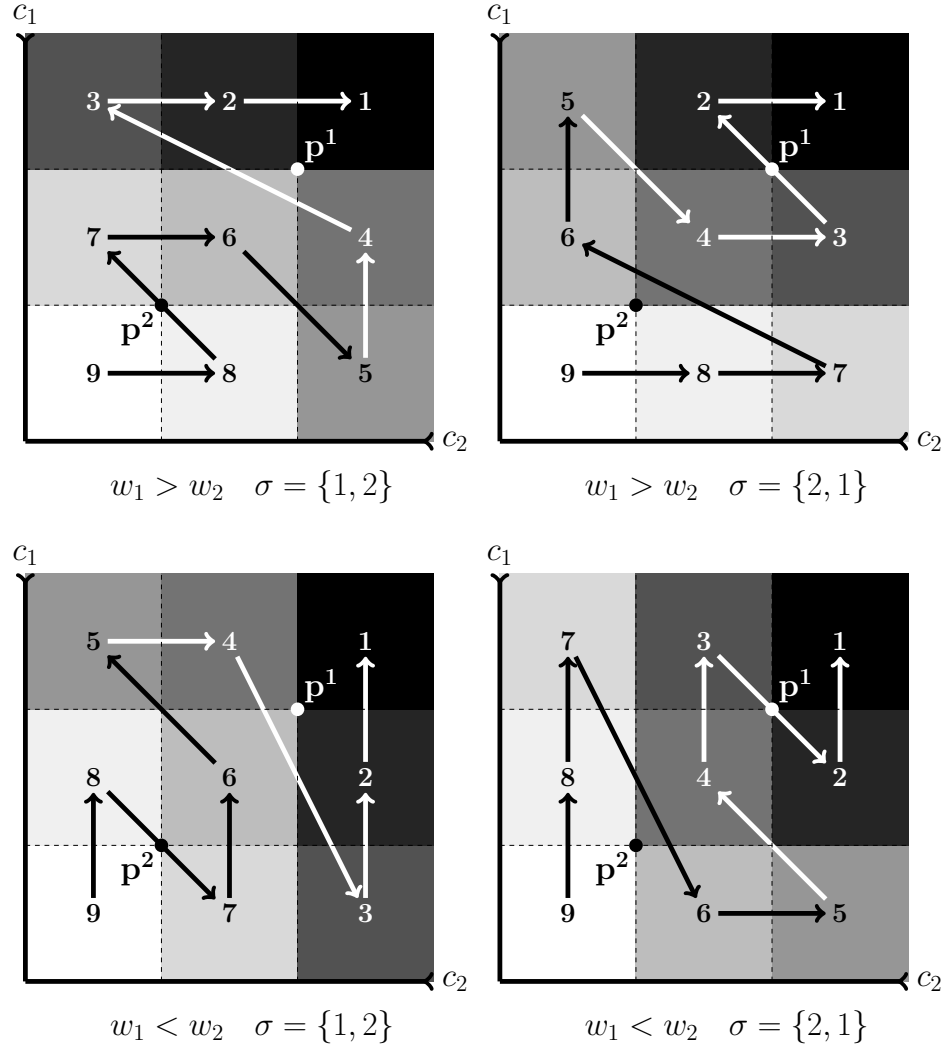 c₁ c₁
3 2 1 5 2 1
p¹ p¹
7 6 4 6 4 3
p² p²
9 8 5 9 8 7
c₂ c₂
w₁ > w₂ σ = {1, 2} w₁ > w₂ σ = {2, 1}
c₁ c₁
5 4 1 7 3 1
p¹ p¹
8 6 2 8 4 2
p² p²
9 7 3 9 6 5
c₂ c₂
w₁ < w₂ σ = {1, 2} w₁ < w₂ σ = {2, 1}